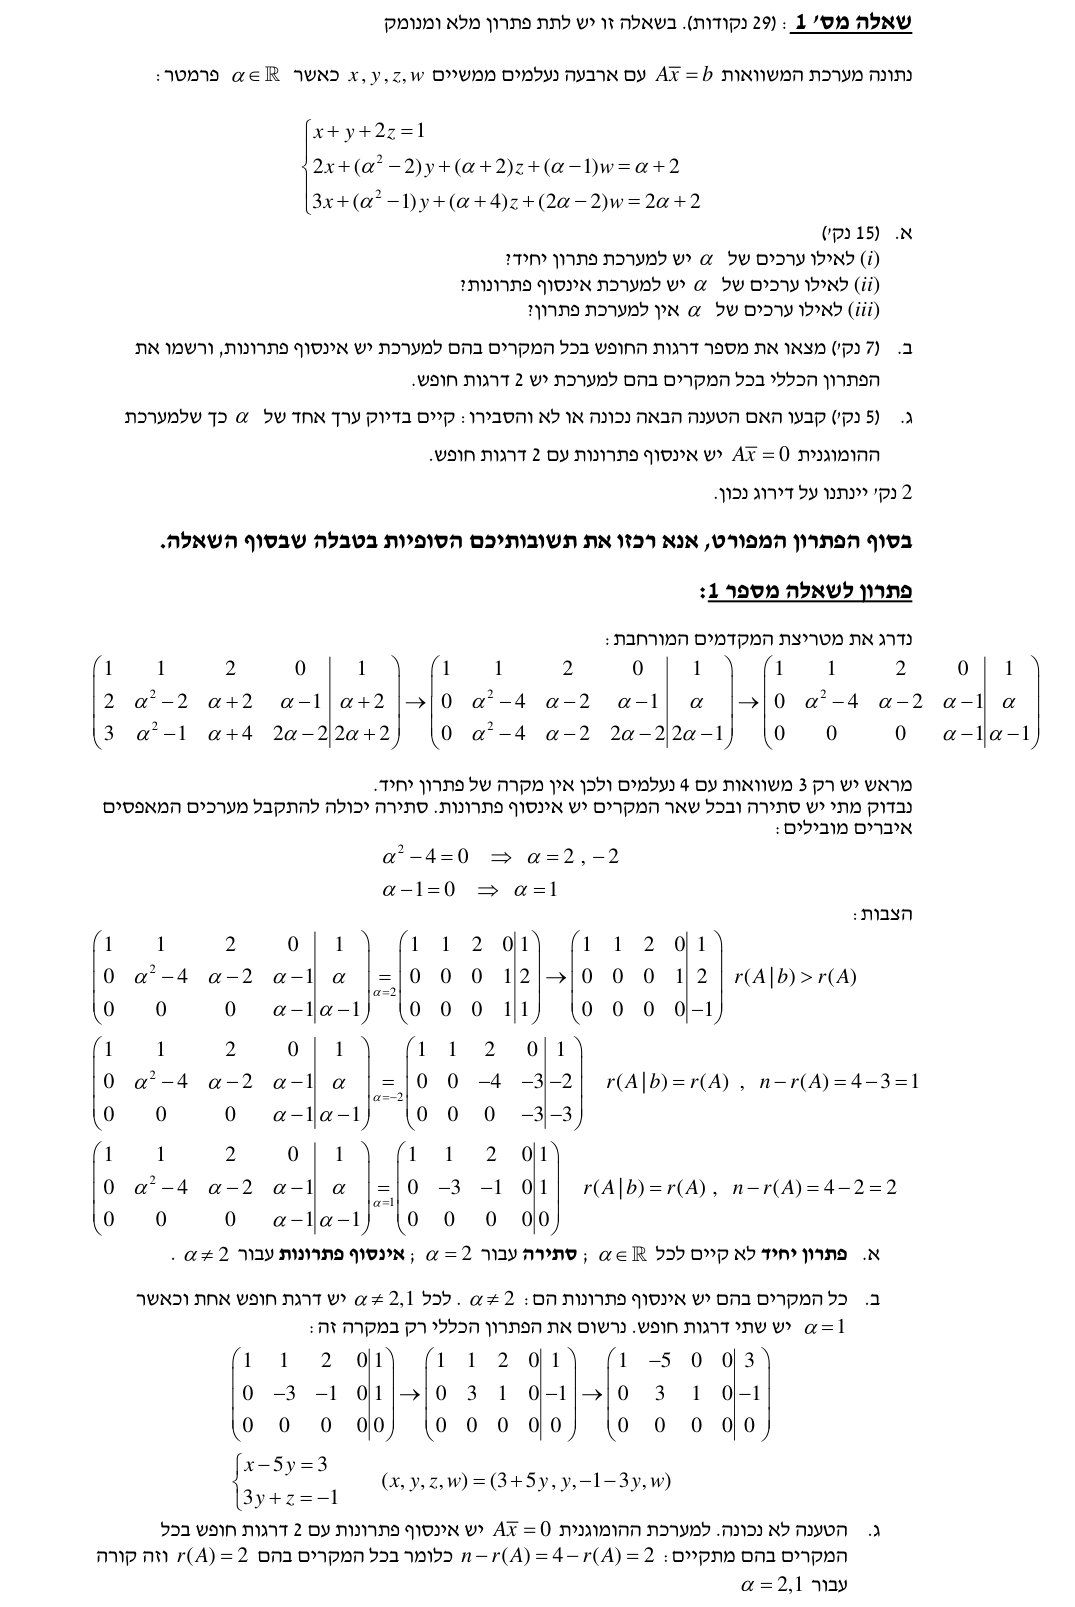 שאלה מס׳ 1 : (29 נקודות). בשאלה זו יש לתת פתרון מלא ומנומק
נתונה מערכת המשוואות Ax̅ = b עם ארבעה נעלמים ממשיים x, y, z, w כאשר α∈ℝ פרמטר :
{ x + y + 2z = 1
2x + (α² − 2)y + (α + 2)z + (α − 1)w = α + 2
3x + (α² − 1)y + (α + 4)z + (2α − 2)w = 2α + 2
א. (15 נק׳)
(i) לאילו ערכים של α יש למערכת פתרון יחיד?
(ii) לאילו ערכים של α יש למערכת אינסוף פתרונות?
(iii) לאילו ערכים של α אין למערכת פתרון?
ב. (7 נק׳) מצאו את מספר דרגות החופש בכל המקרים בהם למערכת יש אינסוף פתרונות, ורשמו את
הפתרון הכללי בכל המקרים בהם למערכת יש 2 דרגות חופש.
ג. (5 נק׳) קבעו האם הטענה הבאה נכונה או לא והסבירו : קיים בדיוק ערך אחד של α כך שלמערכת
ההומוגנית Ax̅ = 0 יש אינסוף פתרונות עם 2 דרגות חופש.
2 נק׳ יינתנו על דירוג נכון.
בסוף הפתרון המפורט, אנא רכזו את תשובותיכם הסופיות בטבלה שבסוף השאלה.
פתרון לשאלה מספר 1:
נדרג את מטריצת המקדמים המורחבת :
( 1 1 2 0 | 1 ) ( 1 1 2 0 | 1 ) ( 1 1 2 0 | 1 )
( 2 α²−2 α+2 α−1 | α+2 ) → ( 0 α²−4 α−2 α−1 | α ) → ( 0 α²−4 α−2 α−1 | α )
( 3 α²−1 α+4 2α−2 | 2α+2 ) ( 0 α²−4 α−2 2α−2 | 2α−1 ) ( 0 0 0 α−1 | α−1 )
מראש יש רק 3 משוואות עם 4 נעלמים ולכן אין מקרה של פתרון יחיד.
נבדוק מתי יש סתירה ובכל שאר המקרים יש אינסוף פתרונות. סתירה יכולה להתקבל מערכים המאפסים
איברים מובילים :
α² − 4 = 0 ⇒ α = 2 , −2
α − 1 = 0 ⇒ α = 1
הצבות :
( 1 1 2 0 | 1 ) ( 1 1 2 0 | 1 ) ( 1 1 2 0 | 1 )
( 0 α²−4 α−2 α−1 | α ) =_{α=2} ( 0 0 0 1 | 2 ) → ( 0 0 0 1 | 2 ) r(A|b) > r(A)
( 0 0 0 α−1 | α−1 ) ( 0 0 0 1 | 1 ) ( 0 0 0 0 | −1 )
( 1 1 2 0 | 1 ) ( 1 1 2 0 | 1 )
( 0 α²−4 α−2 α−1 | α ) =_{α=−2} ( 0 0 −4 −3 | −2 ) r(A|b) = r(A) , n − r(A) = 4 − 3 = 1
( 0 0 0 α−1 | α−1 ) ( 0 0 0 −3 | −3 )
( 1 1 2 0 | 1 ) ( 1 1 2 0 | 1 )
( 0 α²−4 α−2 α−1 | α ) =_{α=1} ( 0 −3 −1 0 | 1 ) r(A|b) = r(A) , n − r(A) = 4 − 2 = 2
( 0 0 0 α−1 | α−1 ) ( 0 0 0 0 | 0 )
א. פתרון יחיד לא קיים לכל α∈ℝ ; סתירה עבור α = 2 ; אינסוף פתרונות עבור α ≠ 2 .
ב. כל המקרים בהם יש אינסוף פתרונות הם : α ≠ 2 . לכל α ≠ 2,1 יש דרגת חופש אחת וכאשר
α = 1 יש שתי דרגות חופש. נרשום את הפתרון הכללי רק במקרה זה :
( 1 1 2 0 | 1 ) ( 1 1 2 0 | 1 ) ( 1 −5 0 0 | 3 )
( 0 −3 −1 0 | 1 ) → ( 0 3 1 0 | −1 ) → ( 0 3 1 0 | −1 )
( 0 0 0 0 | 0 ) ( 0 0 0 0 | 0 ) ( 0 0 0 0 | 0 )
{ x − 5y = 3
3y + z = −1 (x, y, z, w) = (3 + 5y, y, −1 − 3y, w)
ג. הטענה לא נכונה. למערכת ההומוגנית Ax̅ = 0 יש אינסוף פתרונות עם 2 דרגות חופש בכל
המקרים בהם מתקיים : n − r(A) = 4 − r(A) = 2 כלומר בכל המקרים בהם r(A) = 2 וזה קורה
עבור α = 2,1